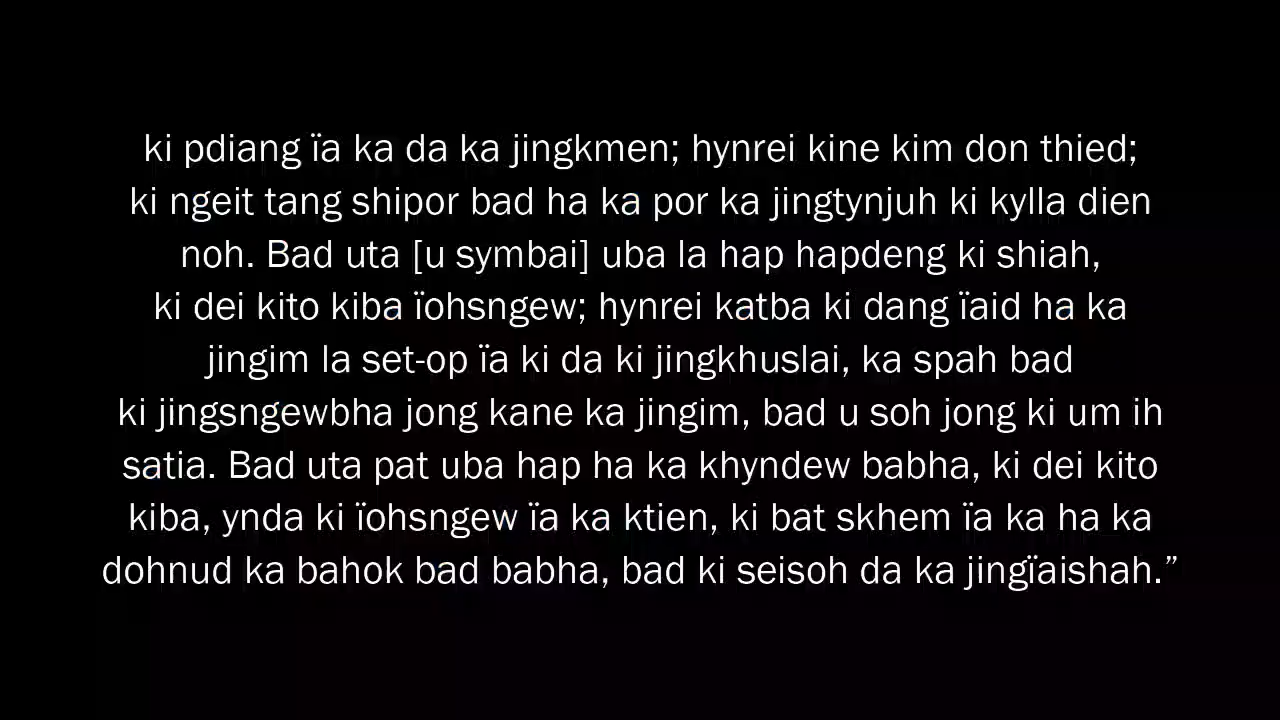 ki pdiang ïa ka da ka jingkmen; hynrei kine kim don thied;
ki ngeit tang shipor bad ha ka por ka jingtynjuh ki kylla dien
noh. Bad uta [u symbai] uba la hap hapdeng ki shiah,
ki dei kito kiba ïohsngew; hynrei katba ki dang ïaid ha ka
jingim la set-op ïa ki da ki jingkhuslai, ka spah bad
ki jingsngewbha jong kane ka jingim, bad u soh jong ki um ih
satia. Bad uta pat uba hap ha ka khyndew babha, ki dei kito
kiba, ynda ki ïohsngew ïa ka ktien, ki bat skhem ïa ka ha ka
dohnud ka bahok bad babha, bad ki seisoh da ka jingïaishah.”